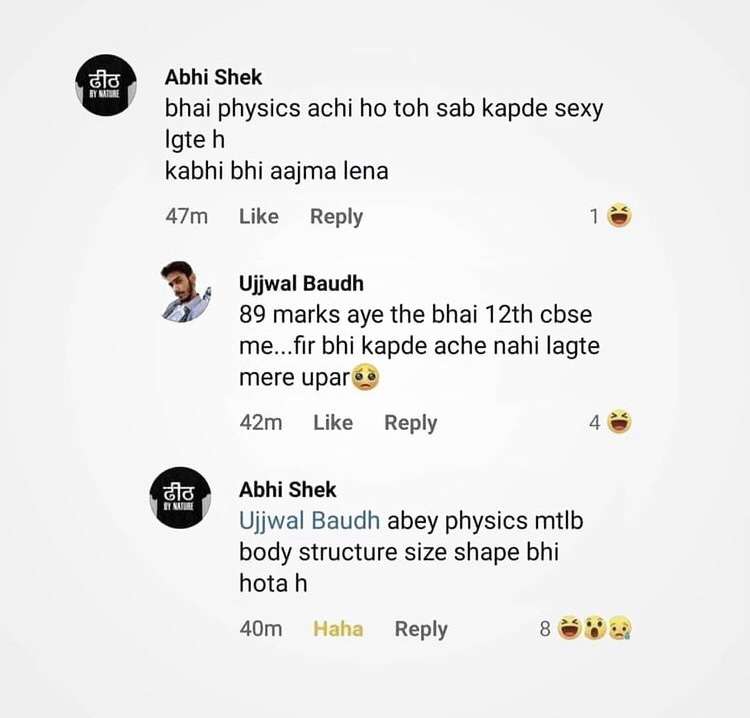 ढीठ
BY NATURE
Abhi Shek
bhai physics achi ho toh sab kapde sexy
lgte h
kabhi bhi aajma lena
47m Like Reply 1 😆
Ujjwal Baudh
89 marks aye the bhai 12th cbse
me...fir bhi kapde ache nahi lagte
mere upar🥺
42m Like Reply 4 😆
ढीठ
BY NATURE
Abhi Shek
Ujjwal Baudh abey physics mtlb
body structure size shape bhi
hota h
40m Haha Reply 8 😆😮😢